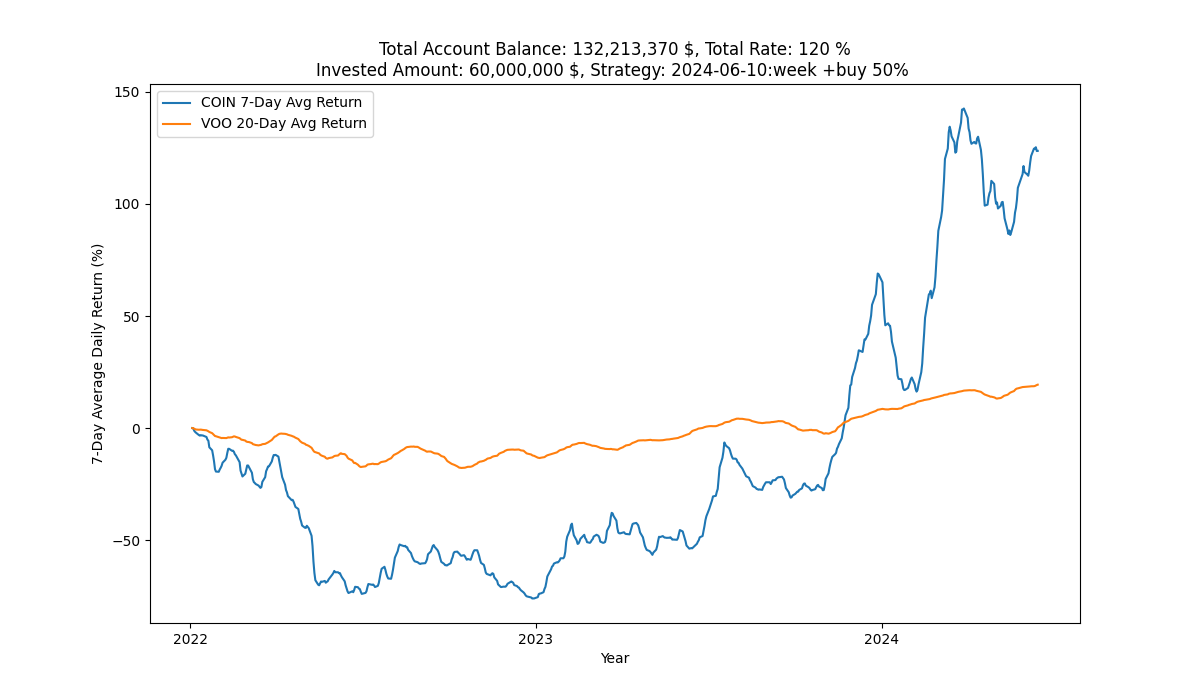 Total Account Balance: 132,213,370 $, Total Rate: 120 %
Invested Amount: 60,000,000 $, Strategy: 2024-06-10:week +buy 50%
COIN 7-Day Avg Return
VOO 20-Day Avg Return
7-Day Average Daily Return (%)
150
100
50
0
−50
2022
2023
2024
Year